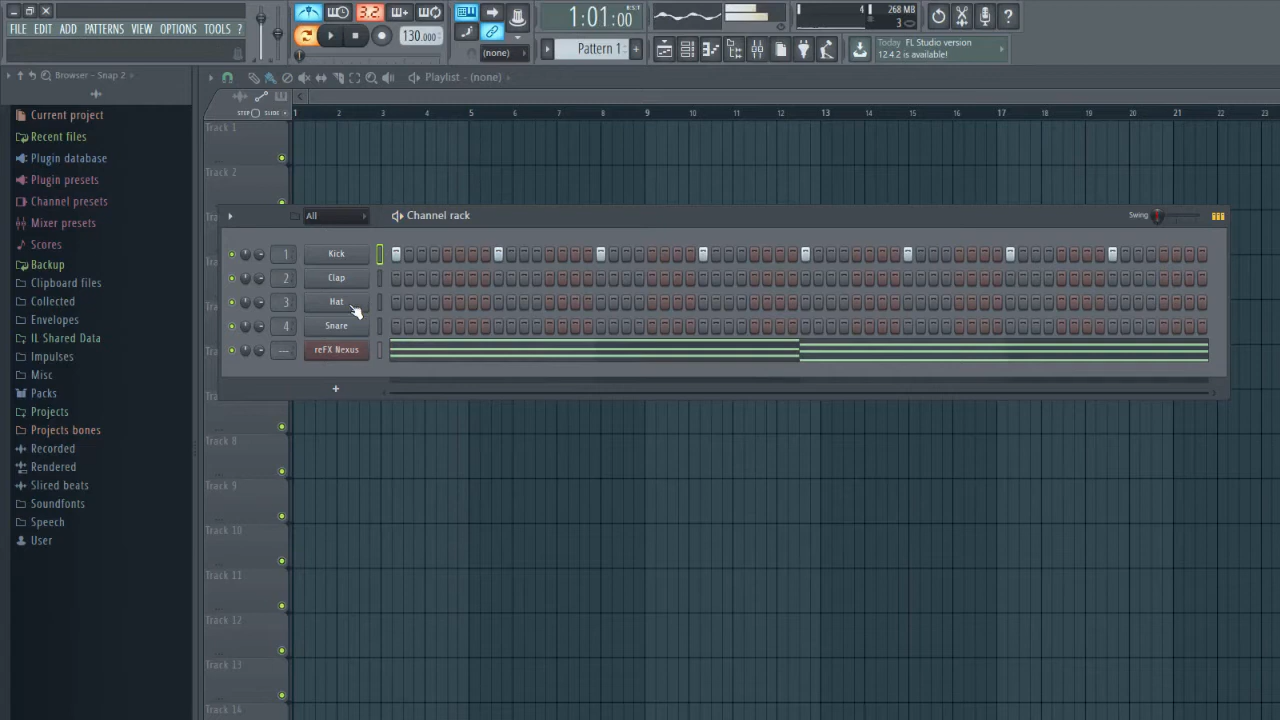 FILE EDIT ADD PATTERNS VIEW OPTIONS TOOLS ?
3.2
130.000
1:01:00
B:S:T
(none)
Pattern 1
4
268 MB
3
Today FL Studio version
12.4.2 is available!
Browser - Snap 2
Playlist - (none)
STEP SLIDE
1 2 3 4 5 6 7 8 9 10 11 12 13 14 15 16 17 18 19 20 21 22 23
Current project
Recent files
Plugin database
Plugin presets
Channel presets
Mixer presets
Scores
Backup
Clipboard files
Collected
Envelopes
IL Shared Data
Impulses
Misc
Packs
Projects
Projects bones
Recorded
Rendered
Sliced beats
Soundfonts
Speech
User
Track 1
Track 2
All
Channel rack
Swing
1 Kick
2 Clap
3 Hat
4 Snare
--- reFX Nexus
+
Track 8
Track 9
Track 10
Track 11
Track 12
Track 13
Track 14